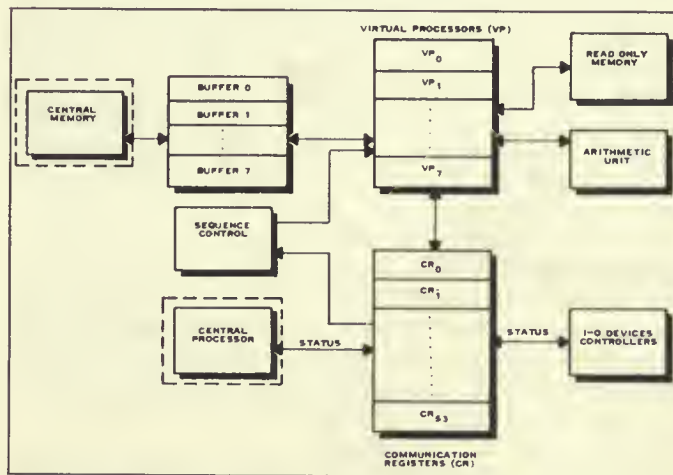 VIRTUAL PROCESSORS (VP)
CENTRAL
MEMORY
BUFFER 0
BUFFER 1
BUFFER 7
VP0
VP1
VP7
READ ONLY
MEMORY
ARITHMETIC
UNIT
SEQUENCE
CONTROL
CENTRAL
PROCESSOR
STATUS
CR0
CR1
CR53
STATUS
I-O DEVICES
CONTROLLERS
COMMUNICATION
REGISTERS (CR)